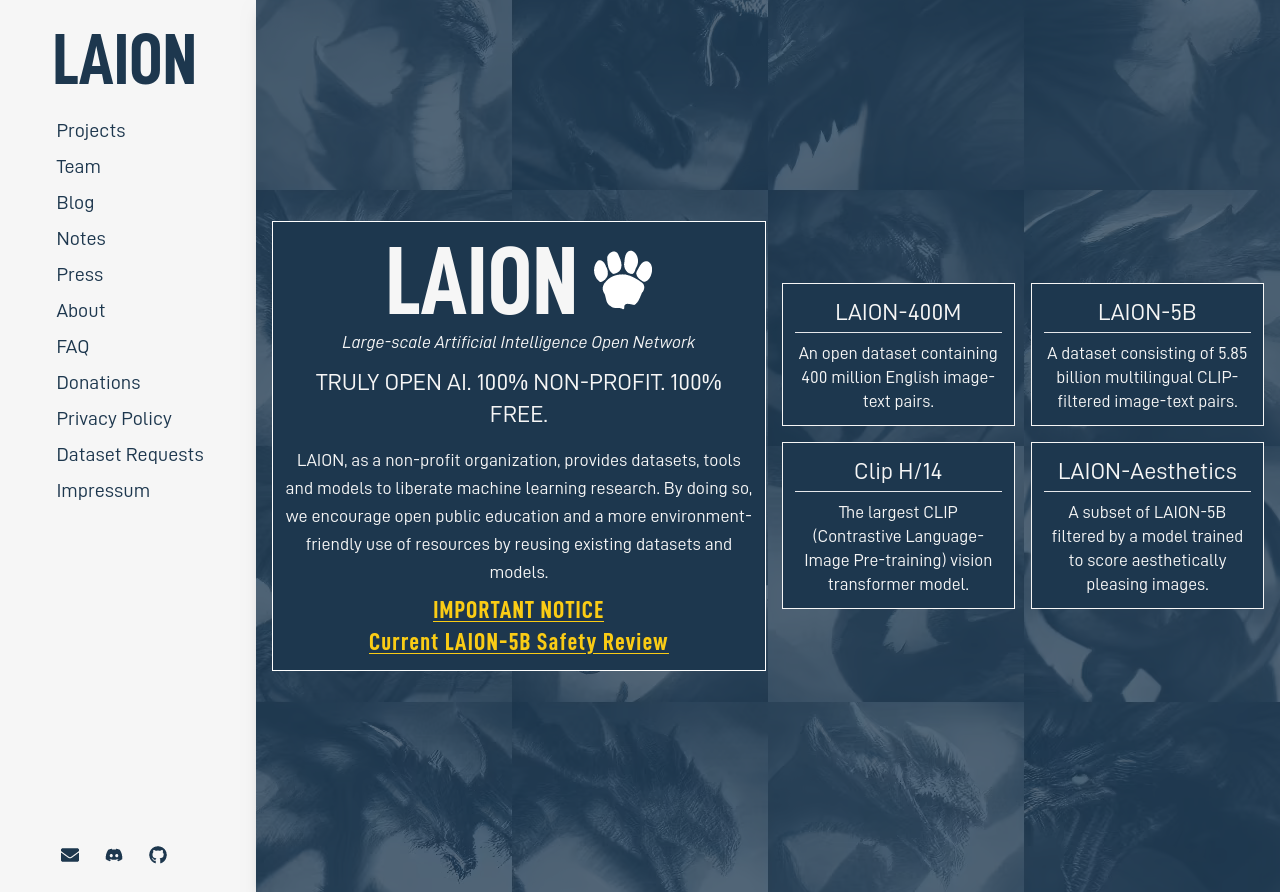 LAION
Projects
Team
Blog
Notes
Press
About
FAQ
Donations
Privacy Policy
Dataset Requests
Impressum
LAION
Large-scale Artificial Intelligence Open Network
TRULY OPEN AI. 100% NON-PROFIT. 100%
FREE.
LAION, as a non-profit organization, provides datasets, tools
and models to liberate machine learning research. By doing so,
we encourage open public education and a more environment-
friendly use of resources by reusing existing datasets and
models.
IMPORTANT NOTICE
Current LAION-5B Safety Review
LAION-400M
An open dataset containing
400 million English image-
text pairs.
LAION-5B
A dataset consisting of 5.85
billion multilingual CLIP-
filtered image-text pairs.
Clip H/14
The largest CLIP
(Contrastive Language-
Image Pre-training) vision
transformer model.
LAION-Aesthetics
A subset of LAION-5B
filtered by a model trained
to score aesthetically
pleasing images.